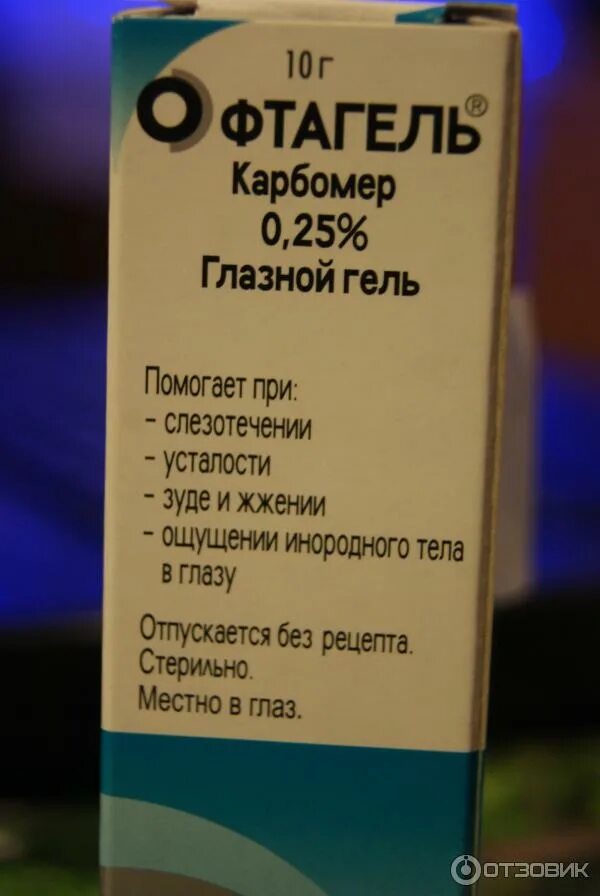 10 г
ОФТАГЕЛЬ®
Карбомер
0,25%
Глазной гель
Помогает при:
- слезотечении
- усталости
- зуде и жжении
- ощущении инородного тела
в глазу
Отпускается без рецепта.
Стерильно.
Местно в глаз.
ОТЗОВИК